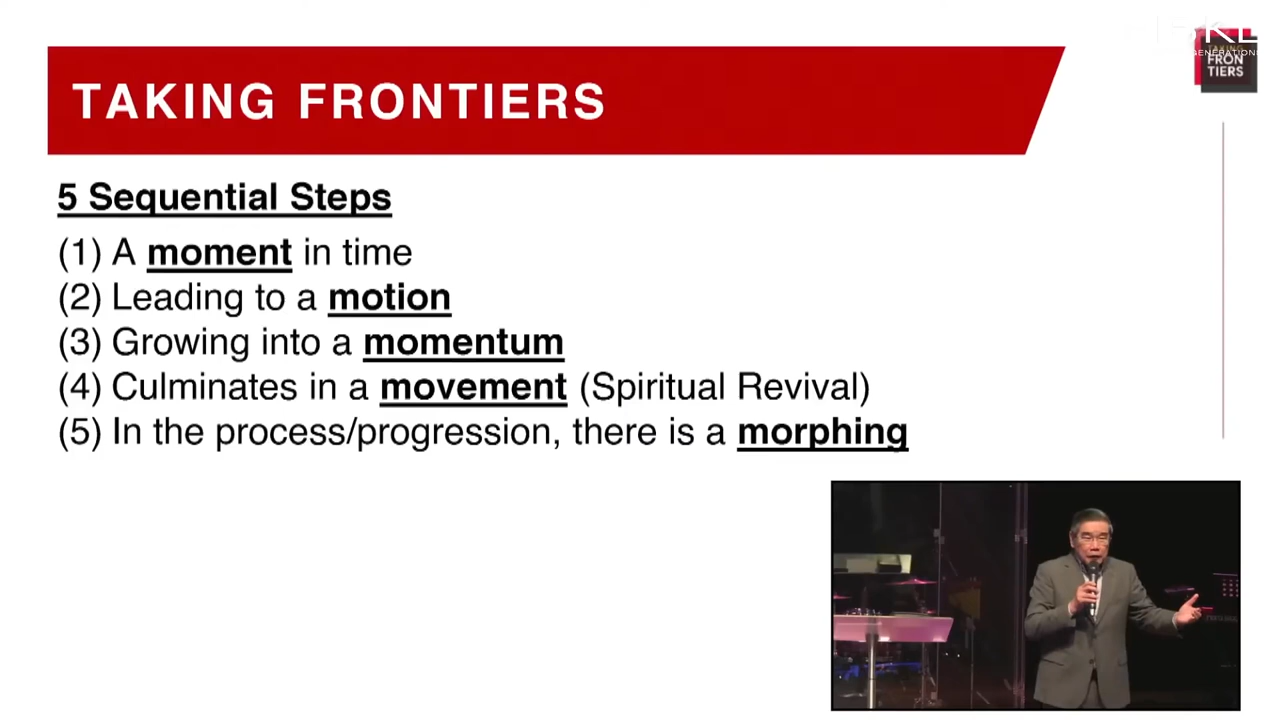 TAKING FRONTIERS
5 Sequential Steps
(1) A moment in time
(2) Leading to a motion
(3) Growing into a momentum
(4) Culminates in a movement (Spiritual Revival)
(5) In the process/progression, there is a morphing
TAKING
FRON
TIERS